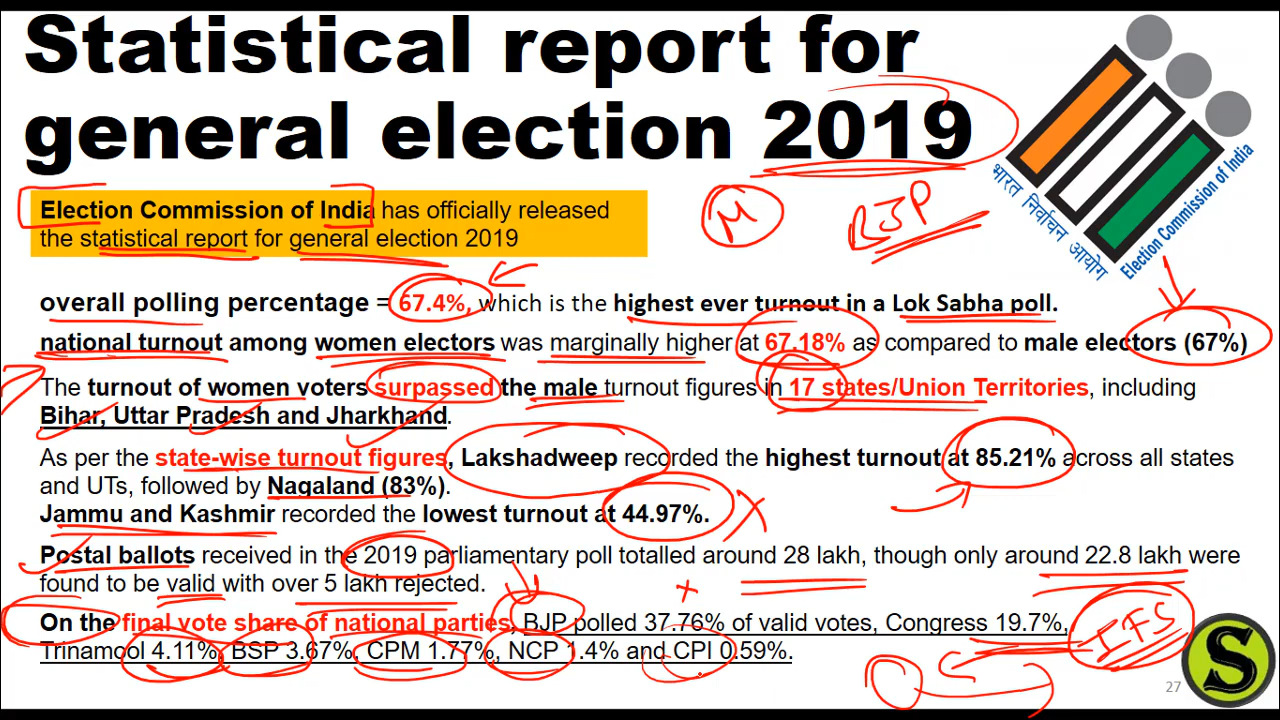 Statistical report for
general election 2019
Election Commission of India has officially released
the statistical report for general election 2019
M
BJP
भारत निर्वाचन आयोग
Election Commission of India
overall polling percentage = 67.4%, which is the highest ever turnout in a Lok Sabha poll.
national turnout among women electors was marginally higher at 67.18% as compared to male electors (67%)
The turnout of women voters surpassed the male turnout figures in 17 states/Union Territories, including
Bihar, Uttar Pradesh and Jharkhand.
As per the state-wise turnout figures, Lakshadweep recorded the highest turnout at 85.21% across all states
and UTs, followed by Nagaland (83%).
Jammu and Kashmir recorded the lowest turnout at 44.97%.
Postal ballots received in the 2019 parliamentary poll totalled around 28 lakh, though only around 22.8 lakh were
found to be valid with over 5 lakh rejected.
On the final vote share of national parties, BJP polled 37.76% of valid votes, Congress 19.7%,
Trinamool 4.11%, BSP 3.67%, CPM 1.77%, NCP 1.4% and CPI 0.59%.
S
27